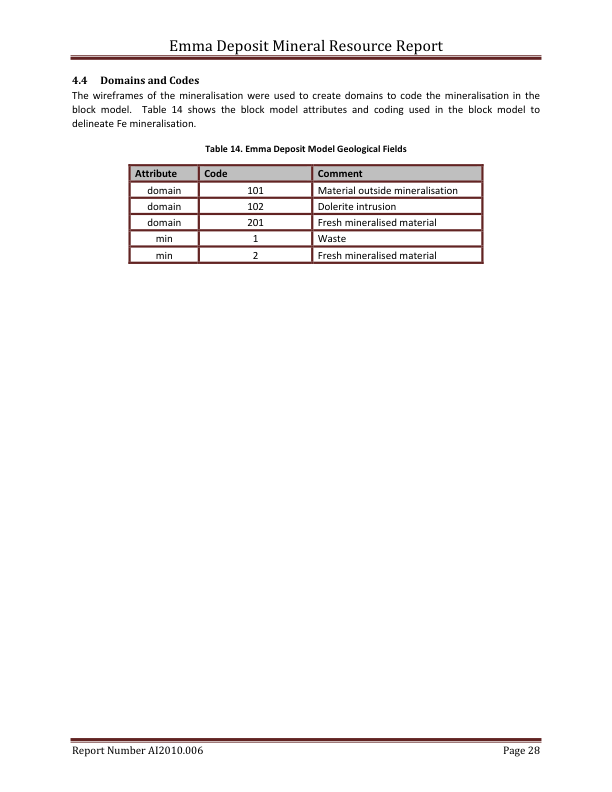 Emma Deposit Mineral Resource Report
4.4 Domains and Codes
The wireframes of the mineralisation were used to create domains to code the mineralisation in the
block model. Table 14 shows the block model attributes and coding used in the block model to
delineate Fe mineralisation.
Table 14. Emma Deposit Model Geological Fields
Attribute Code Comment
domain 101 Material outside mineralisation
domain 102 Dolerite intrusion
domain 201 Fresh mineralised material
min 1 Waste
min 2 Fresh mineralised material
Report Number AI2010.006 Page 28